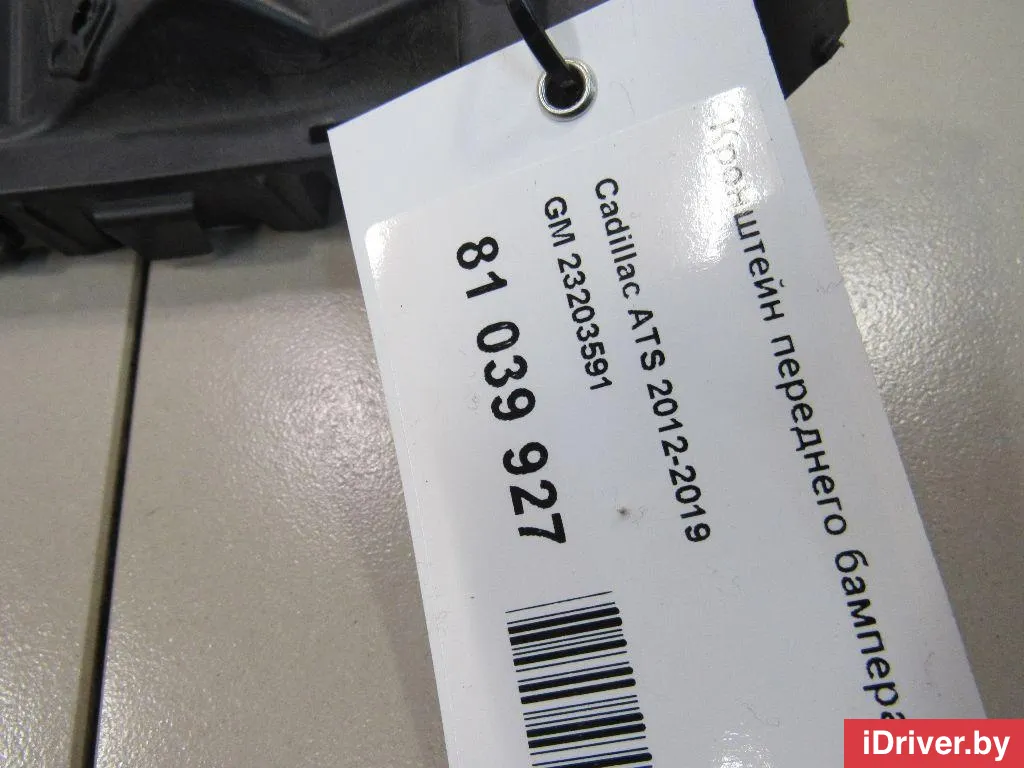 Кронштейн переднего бампера
Cadillac ATS 2012-2019
GM 23203591
81 039 927
iDriver.by